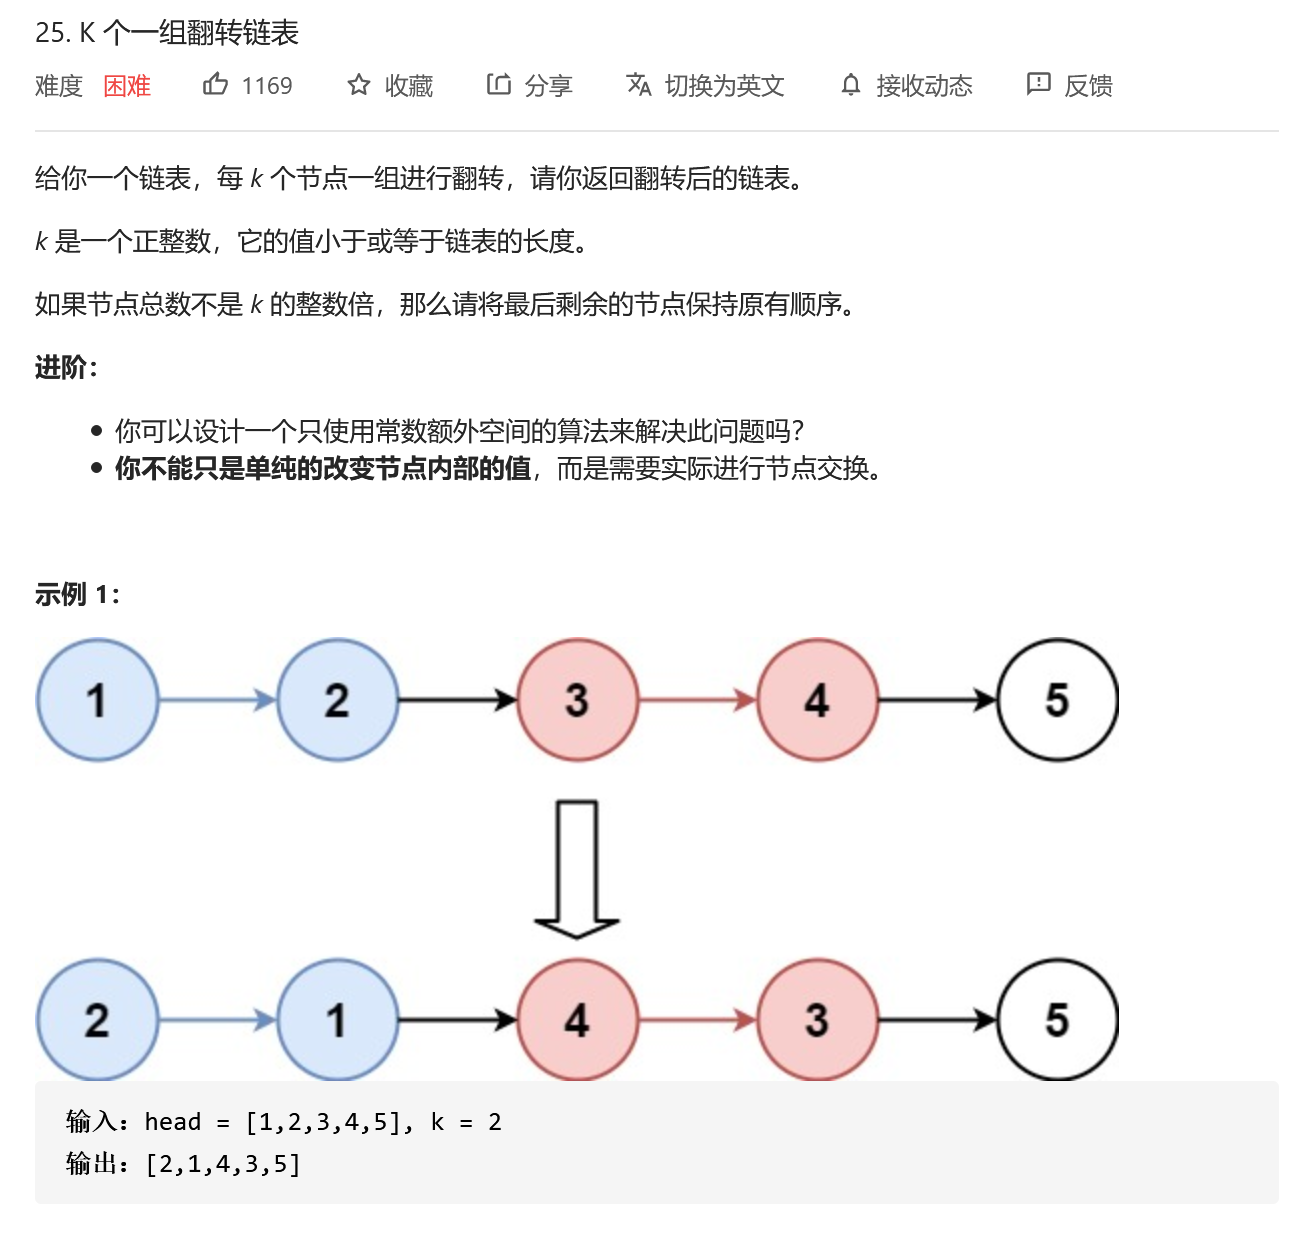 25. K 个一组翻转链表
难度 困难 1169 收藏 分享 切换为英文 接收动态 反馈
给你一个链表，每 k 个节点一组进行翻转，请你返回翻转后的链表。
k 是一个正整数，它的值小于或等于链表的长度。
如果节点总数不是 k 的整数倍，那么请将最后剩余的节点保持原有顺序。
进阶：
你可以设计一个只使用常数额外空间的算法来解决此问题吗？
你不能只是单纯的改变节点内部的值，而是需要实际进行节点交换。
示例 1：
1 2 3 4 5
2 1 4 3 5
输入：head = [1,2,3,4,5], k = 2
输出：[2,1,4,3,5]